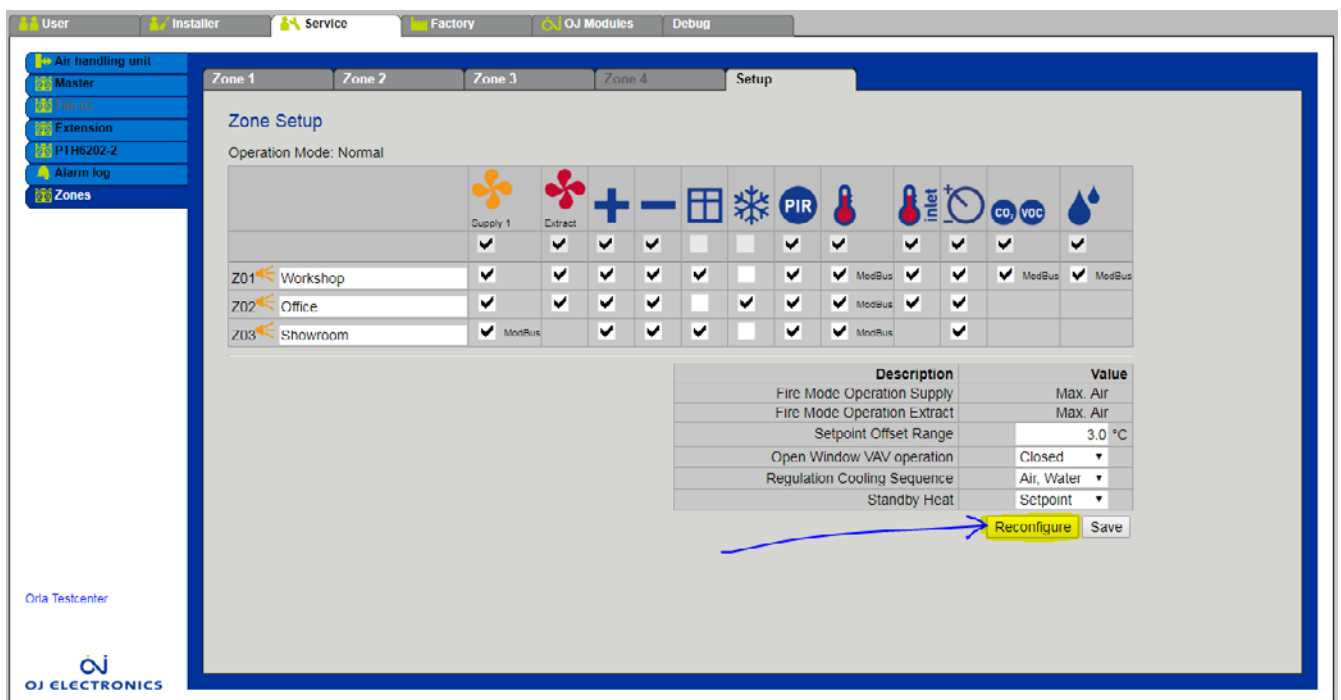 User Installer Service Factory OJ Modules Debug
Air handling unit
Master
Fan IO
Extension
PTH6202-2
Alarm log
Zones
Zone 1 Zone 2 Zone 3 Zone 4 Setup
Zone Setup
Operation Mode: Normal
PIR inlet CO₂ VOC
Supply 1 Extract
Z01 Workshop ModBus ModBus ModBus
Z02 Office ModBus
Z03 Showroom ModBus ModBus
Description Value
Fire Mode Operation Supply Max. Air
Fire Mode Operation Extract Max. Air
Setpoint Offset Range 3.0 °C
Open Window VAV operation Closed
Regulation Cooling Sequence Air, Water
Standby Heat Setpoint
Reconfigure Save
Orla Testcenter
OJ
OJ ELECTRONICS